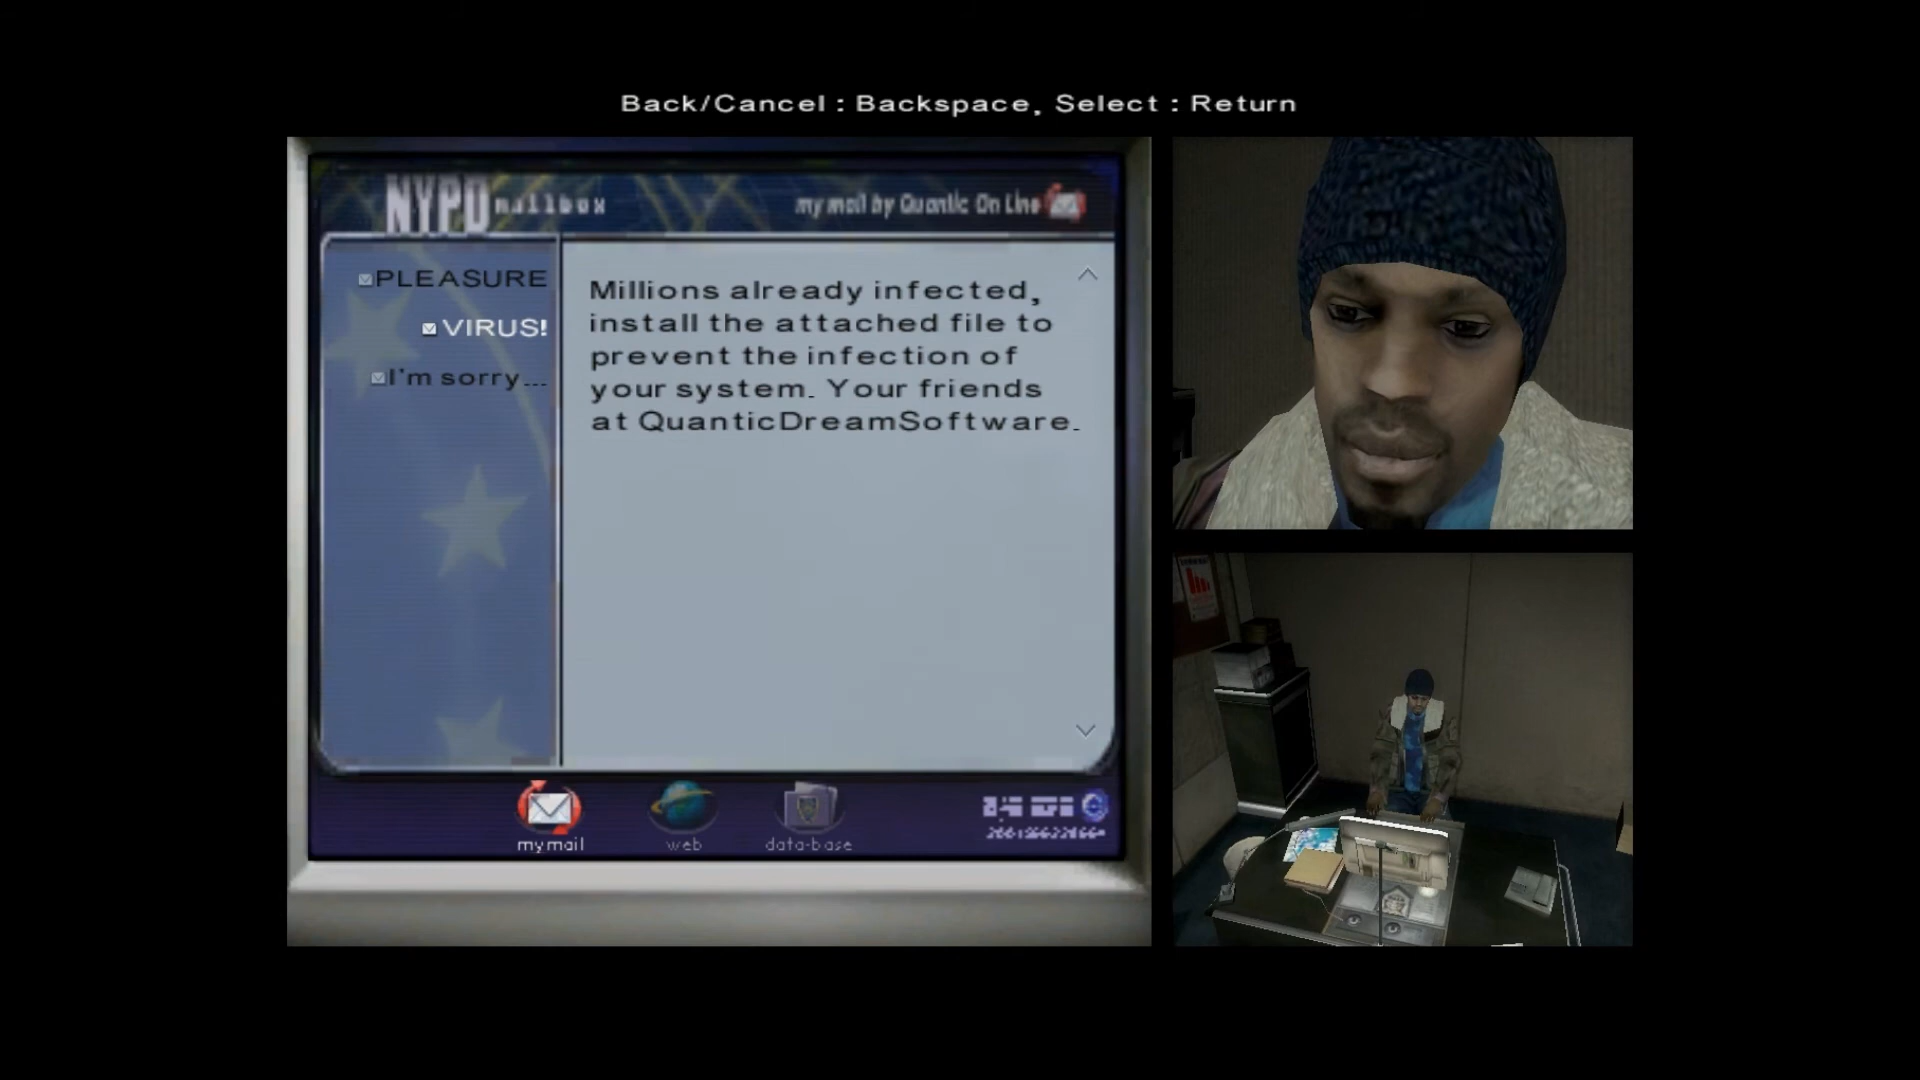 Back/Cancel : Backspace, Select : Return
NYPD mailbox
my mail by Quantic On Line
PLEASURE
VIRUS!
I'm sorry...
Millions already infected,
install the attached file to
prevent the infection of
your system. Your friends
at QuanticDreamSoftware.
my mail
web
data-base